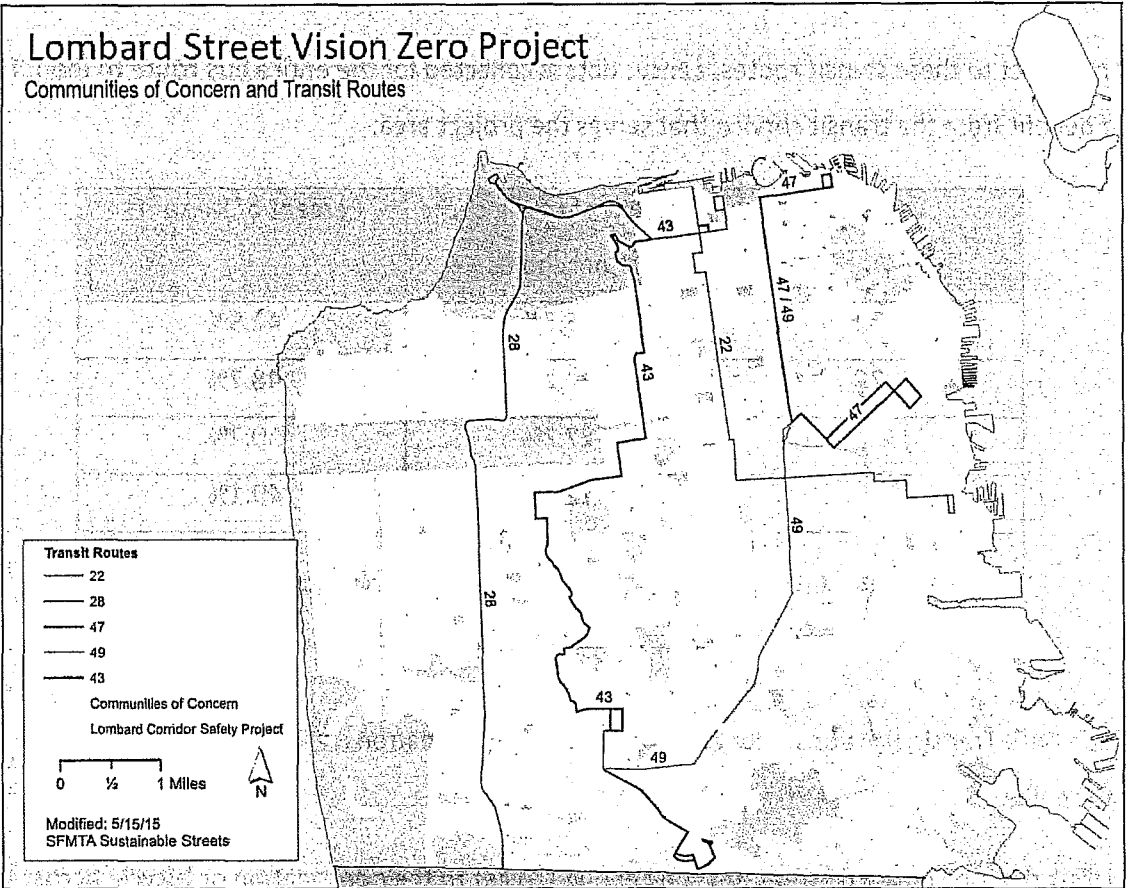 Lombard Street Vision Zero Project
Communities of Concern and Transit Routes
47
43
47 / 49
28
43
22
47
49
28
43
49
Transit Routes
22
28
47
49
43
Communities of Concern
Lombard Corridor Safety Project
0 ½ 1 Miles
N
Modified: 5/15/15
SFMTA Sustainable Streets